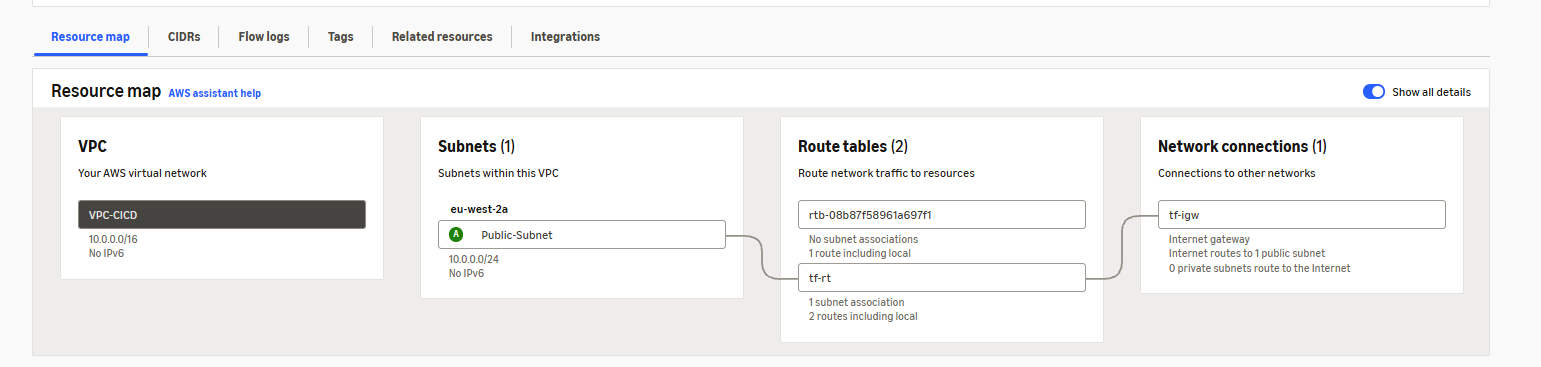 Resource map
CIDRs
Flow logs
Tags
Related resources
Integrations
Resource map AWS assistant help
Show all details
VPC
Your AWS virtual network
VPC-CICD
10.0.0.0/16
No IPv6
Subnets (1)
Subnets within this VPC
eu-west-2a
A Public-Subnet
10.0.0.0/24
No IPv6
Route tables (2)
Route network traffic to resources
rtb-08b87f58961a697f1
No subnet associations
1 route including local
tf-rt
1 subnet association
2 routes including local
Network connections (1)
Connections to other networks
tf-igw
Internet gateway
Internet routes to 1 public subnet
0 private subnets route to the Internet